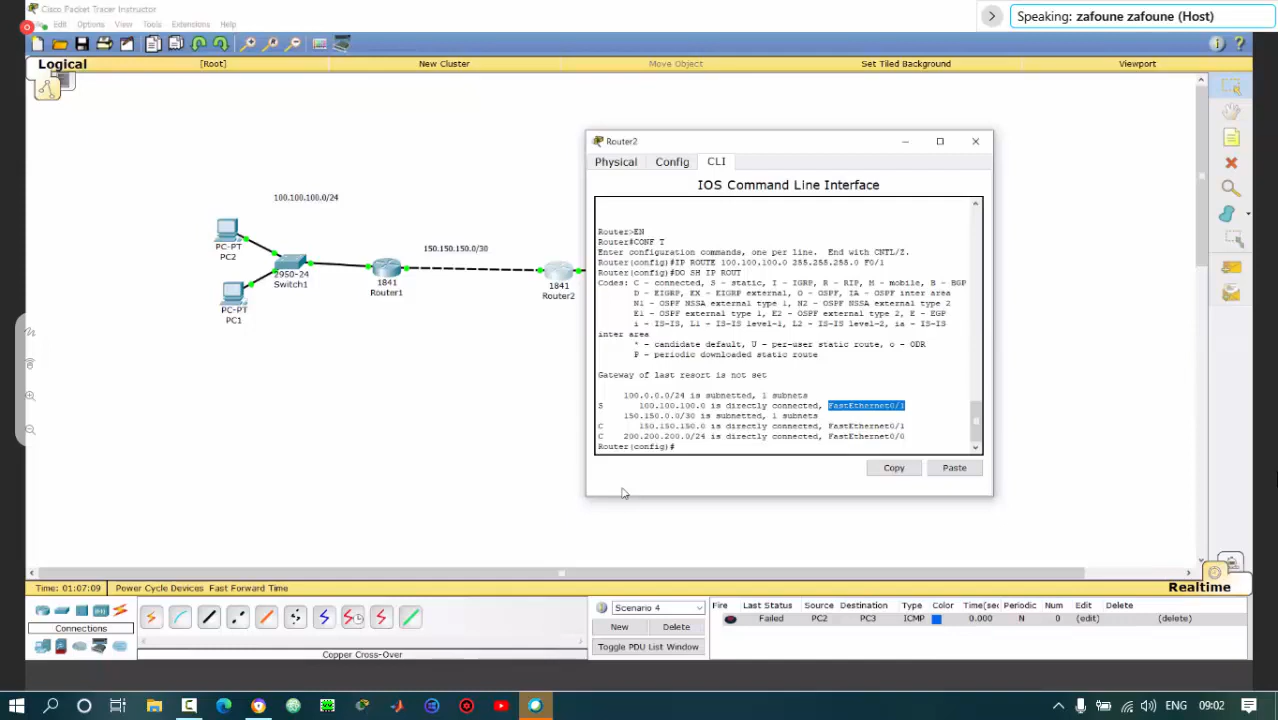 Cisco Packet Tracer Instructor
Speaking: zafoune zafoune (Host)
Edit Options View Tools Extensions Help
Logical [Root] New Cluster Move Object Set Tiled Background Viewport
100.100.100.0/24
PC-PT
PC2
150.150.150.0/30
2950-24
Switch1
1841
Router1
1841
Router2
PC-PT
PC1
Router2
Physical Config CLI
IOS Command Line Interface
Router>EN
Router#CONF T
Enter configuration commands, one per line.  End with CNTL/Z.
Router(config)#IP ROUTE 100.100.100.0 255.255.255.0 F0/1
Router(config)#DO SH IP ROUT
Codes: C - connected, S - static, I - IGRP, R - RIP, M - mobile, B - BGP
D - EIGRP, EX - EIGRP external, O - OSPF, IA - OSPF inter area
N1 - OSPF NSSA external type 1, N2 - OSPF NSSA external type 2
E1 - OSPF external type 1, E2 - OSPF external type 2, E - EGP
i - IS-IS, L1 - IS-IS level-1, L2 - IS-IS level-2, ia - IS-IS
inter area
* - candidate default, U - per-user static route, o - ODR
P - periodic downloaded static route
Gateway of last resort is not set
100.0.0.0/24 is subnetted, 1 subnets
S 100.100.100.0 is directly connected, FastEthernet0/1
150.150.0.0/30 is subnetted, 1 subnets
C 150.150.150.0 is directly connected, FastEthernet0/1
C 200.200.200.0/24 is directly connected, FastEthernet0/0
Router(config)#
Copy Paste
Time: 01:07:09 Power Cycle Devices Fast Forward Time Realtime
Connections
Copper Cross-Over
Scenario 4
New Delete
Toggle PDU List Window
Fire Last Status Source Destination Type Color Time(sec Periodic Num Edit Delete
Failed PC2 PC3 ICMP 0.000 N 0 (edit) (delete)
ENG 09:02